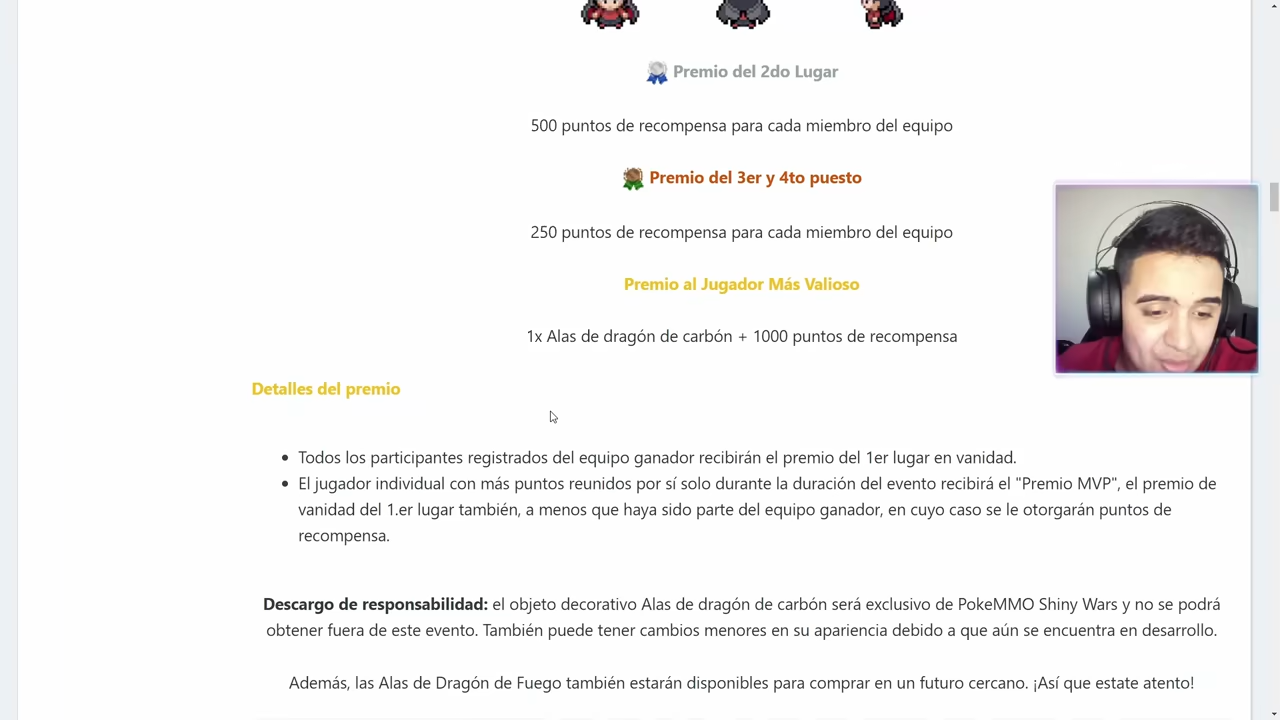 Premio del 2do Lugar
500 puntos de recompensa para cada miembro del equipo
Premio del 3er y 4to puesto
250 puntos de recompensa para cada miembro del equipo
Premio al Jugador Más Valioso
1x Alas de dragón de carbón + 1000 puntos de recompensa
Detalles del premio
Todos los participantes registrados del equipo ganador recibirán el premio del 1er lugar en vanidad.
El jugador individual con más puntos reunidos por sí solo durante la duración del evento recibirá el "Premio MVP", el premio de
vanidad del 1.er lugar también, a menos que haya sido parte del equipo ganador, en cuyo caso se le otorgarán puntos de
recompensa.
Descargo de responsabilidad: el objeto decorativo Alas de dragón de carbón será exclusivo de PokeMMO Shiny Wars y no se podrá
obtener fuera de este evento. También puede tener cambios menores en su apariencia debido a que aún se encuentra en desarrollo.
Además, las Alas de Dragón de Fuego también estarán disponibles para comprar en un futuro cercano. ¡Así que estate atento!